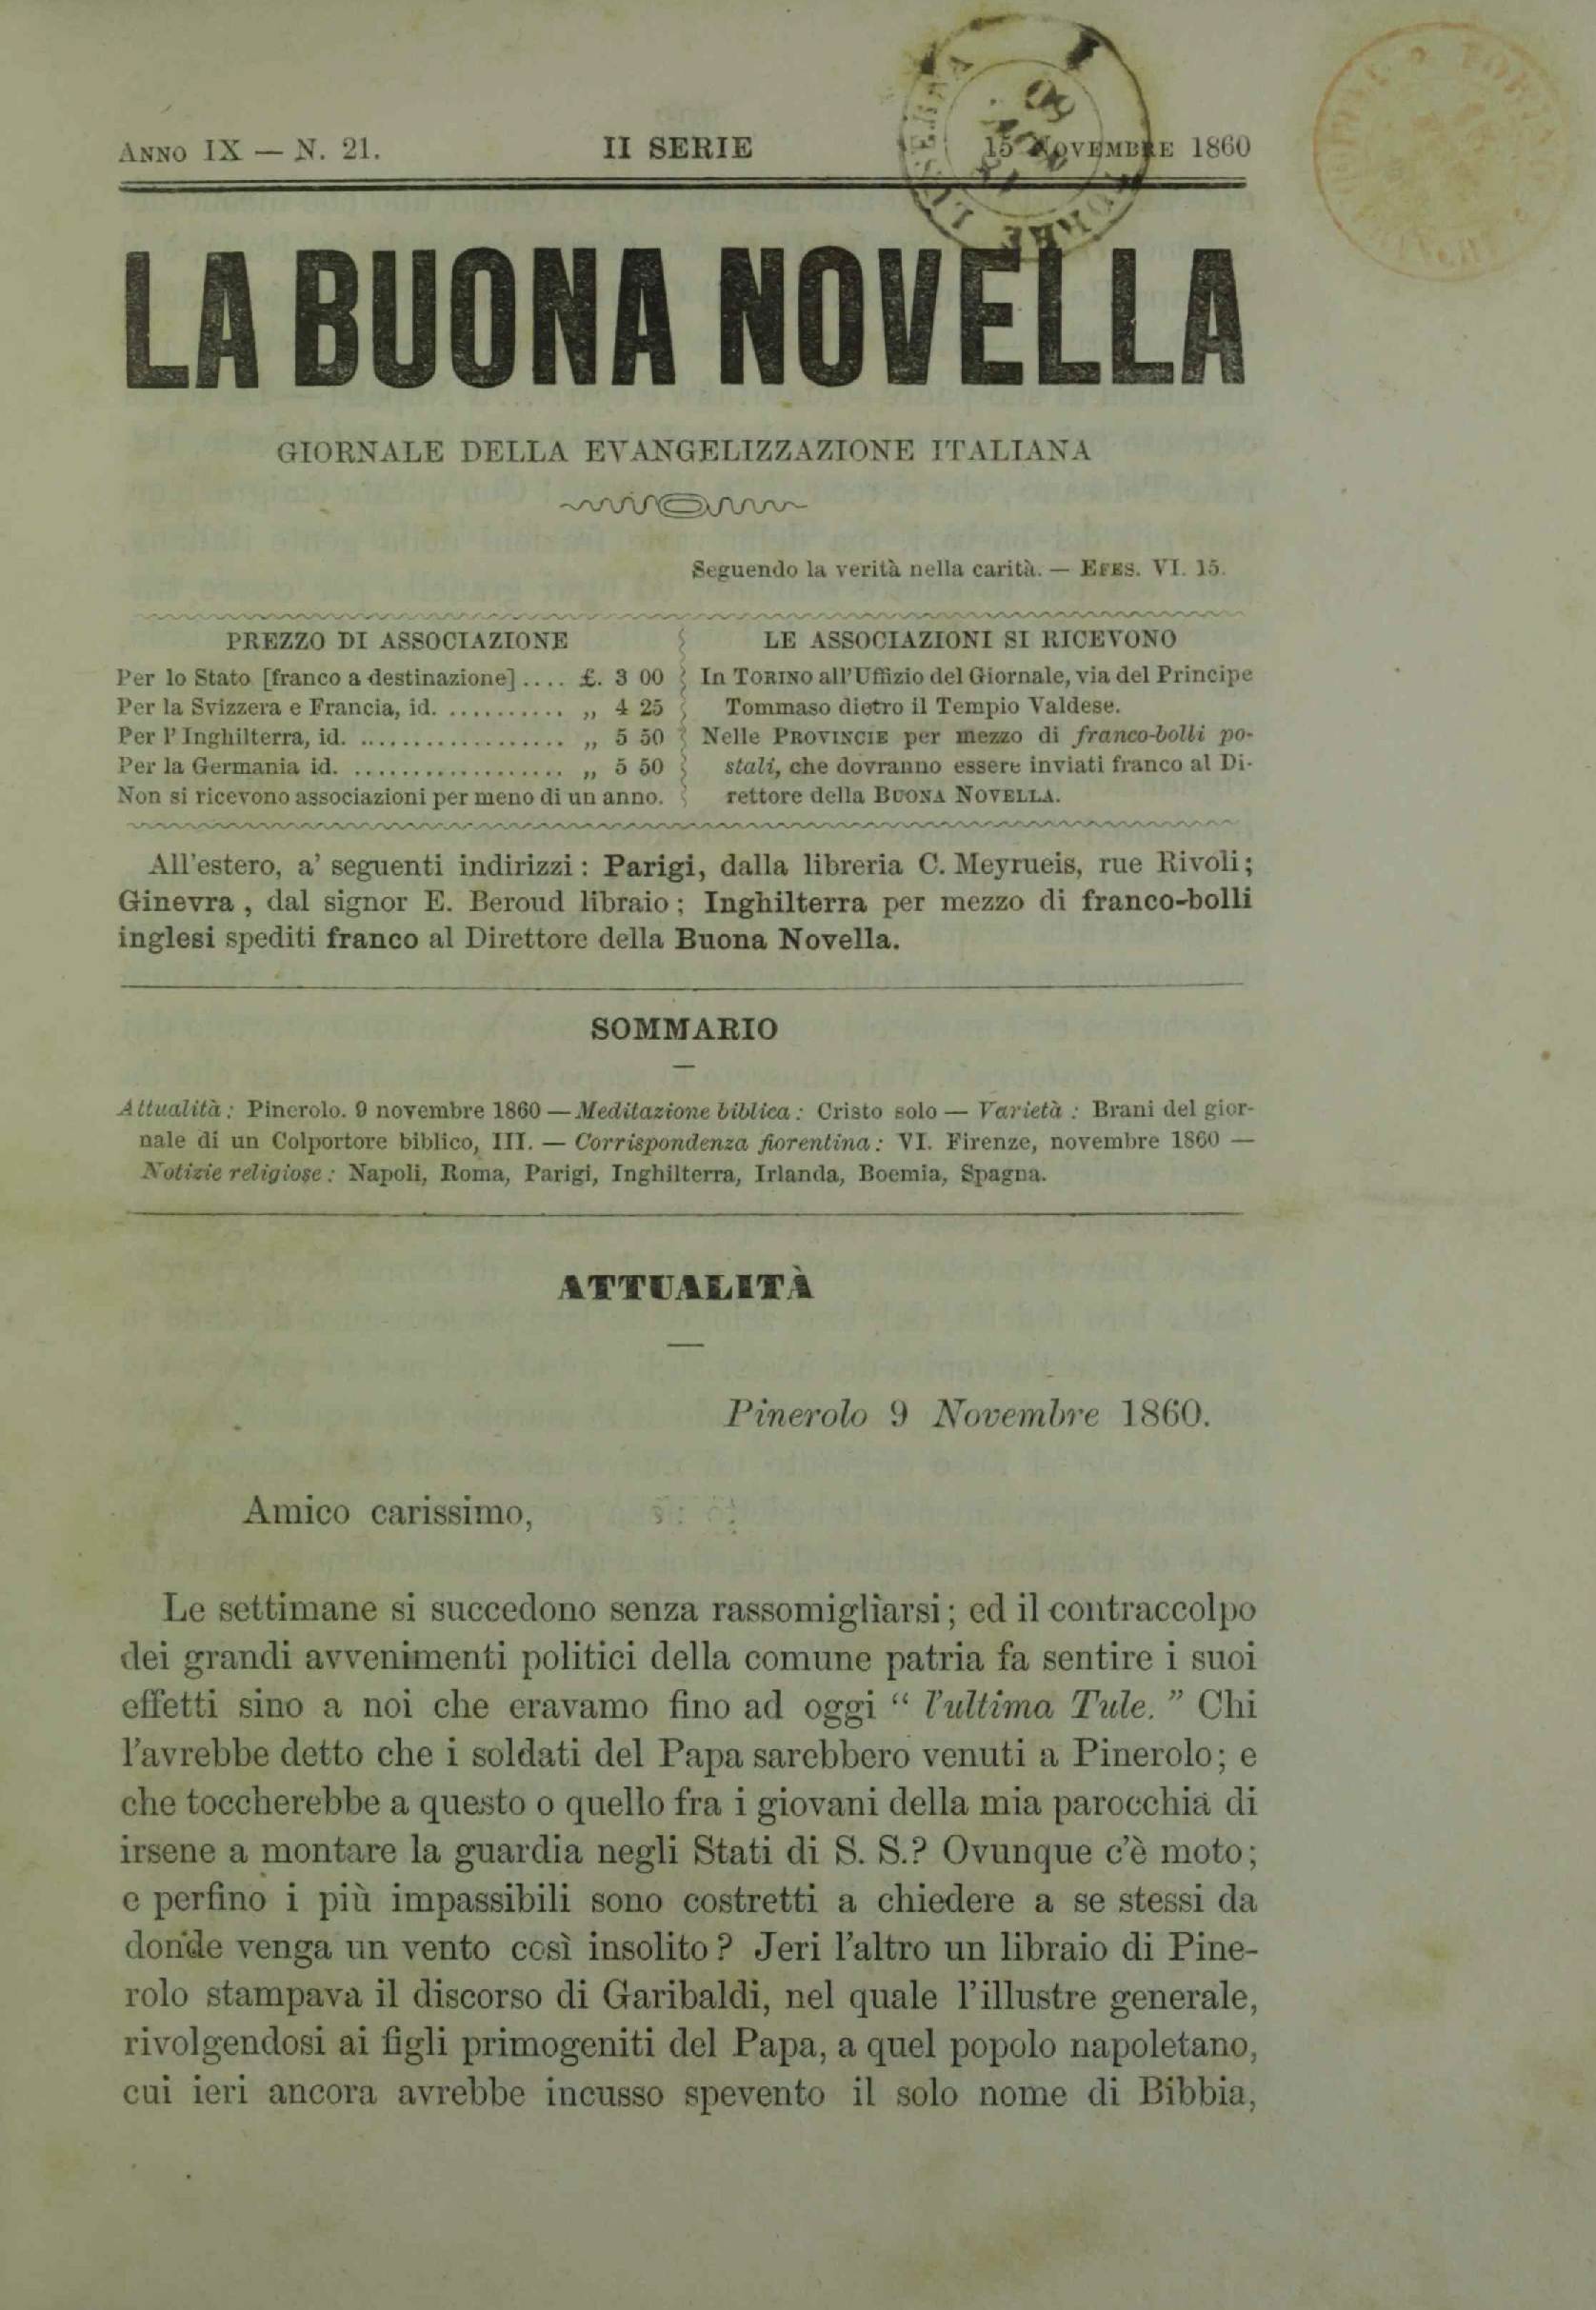 ANNO IX — N. 21.
II SERIE
15 NOVEMBRE 1860
LA BUONA NOVELLA
GIORNALE DELLA EVANGELIZZAZIONE ITALIANA
Seguendo la verità nella carità. — EFES. VI. 15.
PREZZO DI ASSOCIAZIONE
Per lo Stato [franco a destinazione] .... £. 3 00
Per la Svizzera e Francia, id. ........... „ 4 25
Per l'Inghilterra, id. .................. „ 5 50
Per la Germania id. .................. „ 5 50
Non si ricevono associazioni per meno di un anno.
LE ASSOCIAZIONI SI RICEVONO
In TORINO all'Uffizio del Giornale, via del Principe
Tommaso dietro il Tempio Valdese.
Nelle PROVINCIE per mezzo di franco-bolli po-
stali, che dovranno essere inviati franco al Di-
rettore della BUONA NOVELLA.
All'estero, a' seguenti indirizzi : Parigi, dalla libreria C. Meyrueis, rue Rivoli;
Ginevra , dal signor E. Beroud libraio ; Inghilterra per mezzo di franco-bolli
inglesi spediti franco al Direttore della Buona Novella.
SOMMARIO
Attualità : Pinerolo. 9 novembre 1860 — Meditazione biblica : Cristo solo — Varietà : Brani del gior-
nale di un Colportore biblico, III. — Corrispondenza fiorentina : VI. Firenze, novembre 1860 —
Notizie religiose : Napoli, Roma, Parigi, Inghilterra, Irlanda, Boemia, Spagna.
ATTUALITÀ
Pinerolo 9 Novembre 1860.
Amico carissimo,
Le settimane si succedono senza rassomigliarsi ; ed il contraccolpo
dei grandi avvenimenti politici della comune patria fa sentire i suoi
effetti sino a noi che eravamo fino ad oggi “ l'ultima Tule. ” Chi
l'avrebbe detto che i soldati del Papa sarebbero venuti a Pinerolo ; e
che toccherebbe a questo o quello fra i giovani della mia parocchia di
irsene a montare la guardia negli Stati di S. S.? Ovunque c'è moto ;
e perfino i più impassibili sono costretti a chiedere a se stessi da
donde venga un vento così insolito ? Jeri l'altro un libraio di Pine-
rolo stampava il discorso di Garibaldi, nel quale l'illustre generale,
rivolgendosi ai figli primogeniti del Papa, a quel popolo napoletano,
cui ieri ancora avrebbe incusso spevento il solo nome di Bibbia,